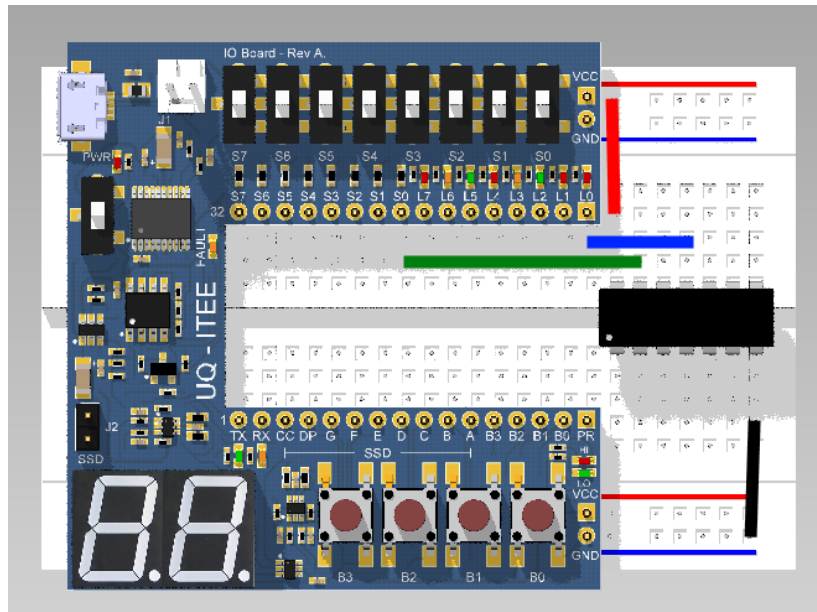 IO Board - Rev A.
VCC
J1
GND
PWR
S7 S6 S5 S4 S3 S2 S1 S0
S7 S6 S5 S4 S3 S2 S1 S0 L7 L6 L5 L4 L3 L2 L1 L0
32
FAULT
UQ - ITEE
1
TX RX CC DP G F E D C B A B3 B2 B1 B0 PR
J2
SSD
HI
SSD
LO
VCC
GND
B3 B2 B1 B0